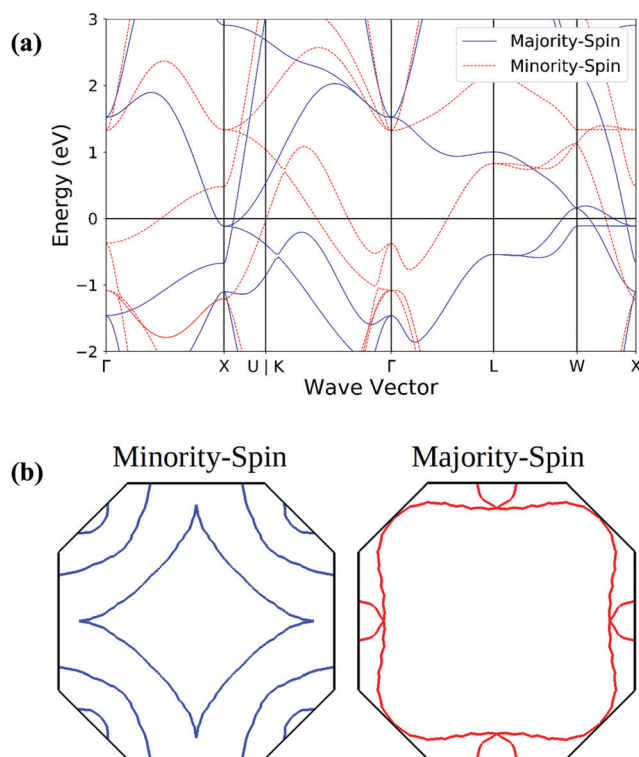 (a)
3
2
1
0
−1
−2
Energy (eV)
Majority-Spin
Minority-Spin
Γ X U | K Γ L W X
Wave Vector
(b)
Minority-Spin Majority-Spin